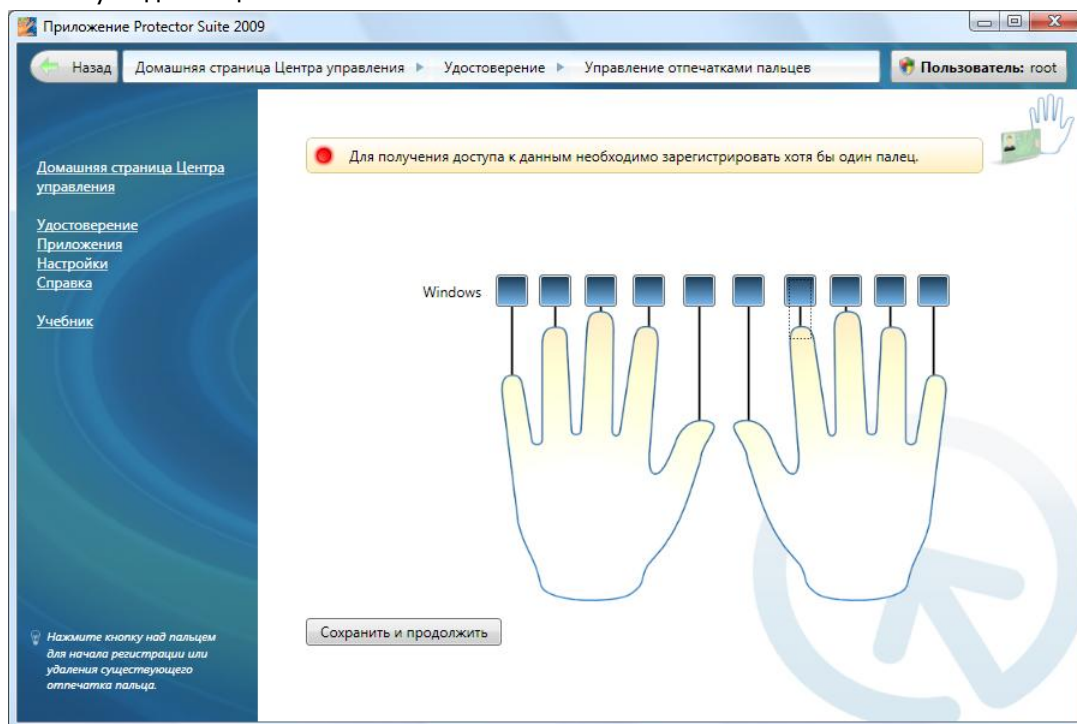 Приложение Protector Suite 2009
Назад Домашняя страница Центра управления Удостоверение Управление отпечатками пальцев Пользователь: root
Для получения доступа к данным необходимо зарегистрировать хотя бы один палец.
Домашняя страница Центра
управления
Удостоверение
Приложения
Настройки
Справка
Учебник
Windows
Сохранить и продолжить
Нажмите кнопку над пальцем
для начала регистрации или
удаления существующего
отпечатка пальца.